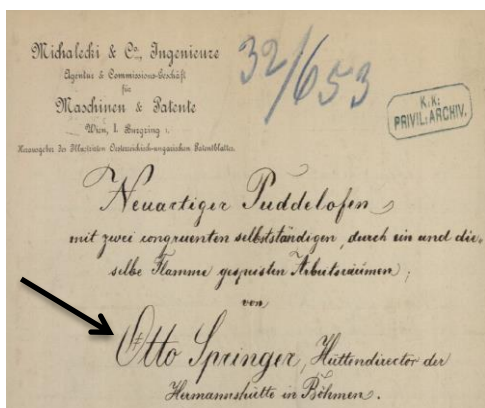 Michalecki & Co., Ingenieure
Agentur & Commissions-Geschäft
für
Maschinen & Patente
Wien, I. Burgring 1.
Herausgeber des Illustrirten Oesterreichisch-ungarischen Patentblattes.
32/653
K. K.
PRIVIL: ARCHIV.
Neuartiger Puddelofen
mit zwei congruenten selbstständigen, durch ein und die-
selbe Flamme gespeisten Arbeitsräumen;
von
Otto Springer, Hüttendirector der
Hermannshütte in Böhmen.